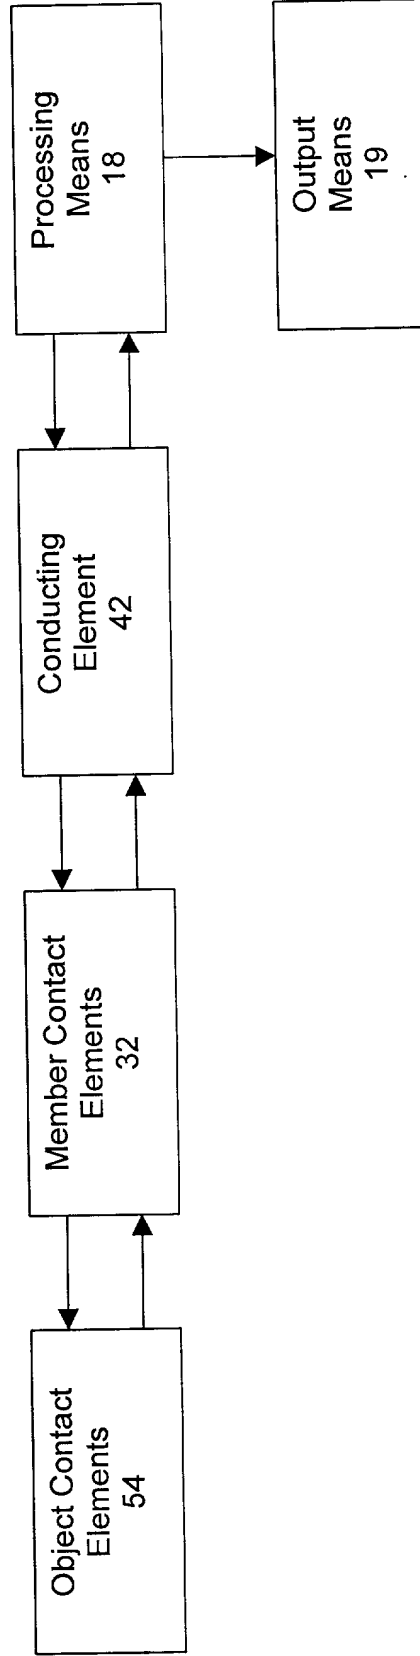 Object Contact
Elements
54
Member Contact
Elements
32
Conducting
Element
42
Processing
Means
18
Output
Means
19